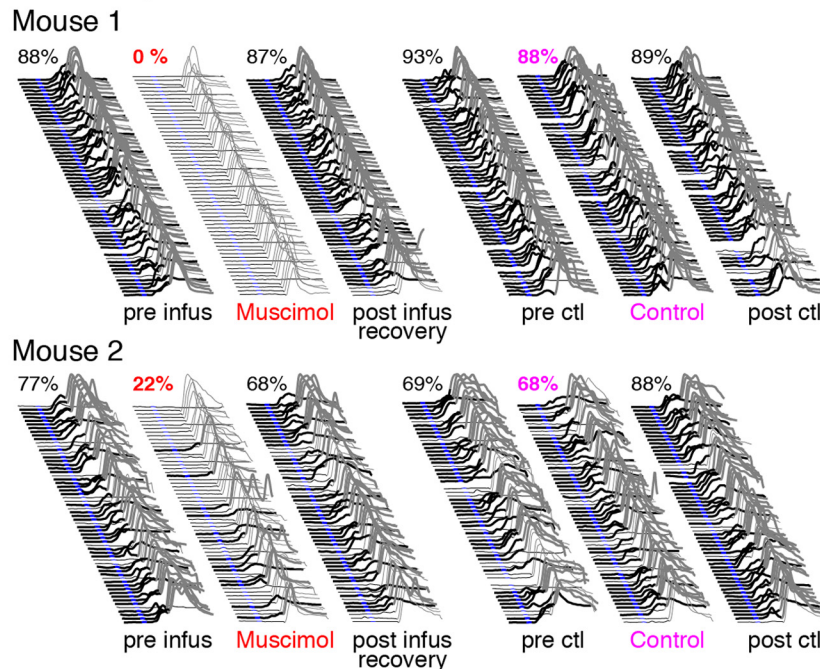 Mouse 1
88% 0 % 87% 93% 88% 89%
pre infus Muscimol post infus recovery pre ctl Control post ctl
Mouse 2
77% 22% 68% 69% 68% 88%
pre infus Muscimol post infus recovery pre ctl Control post ctl